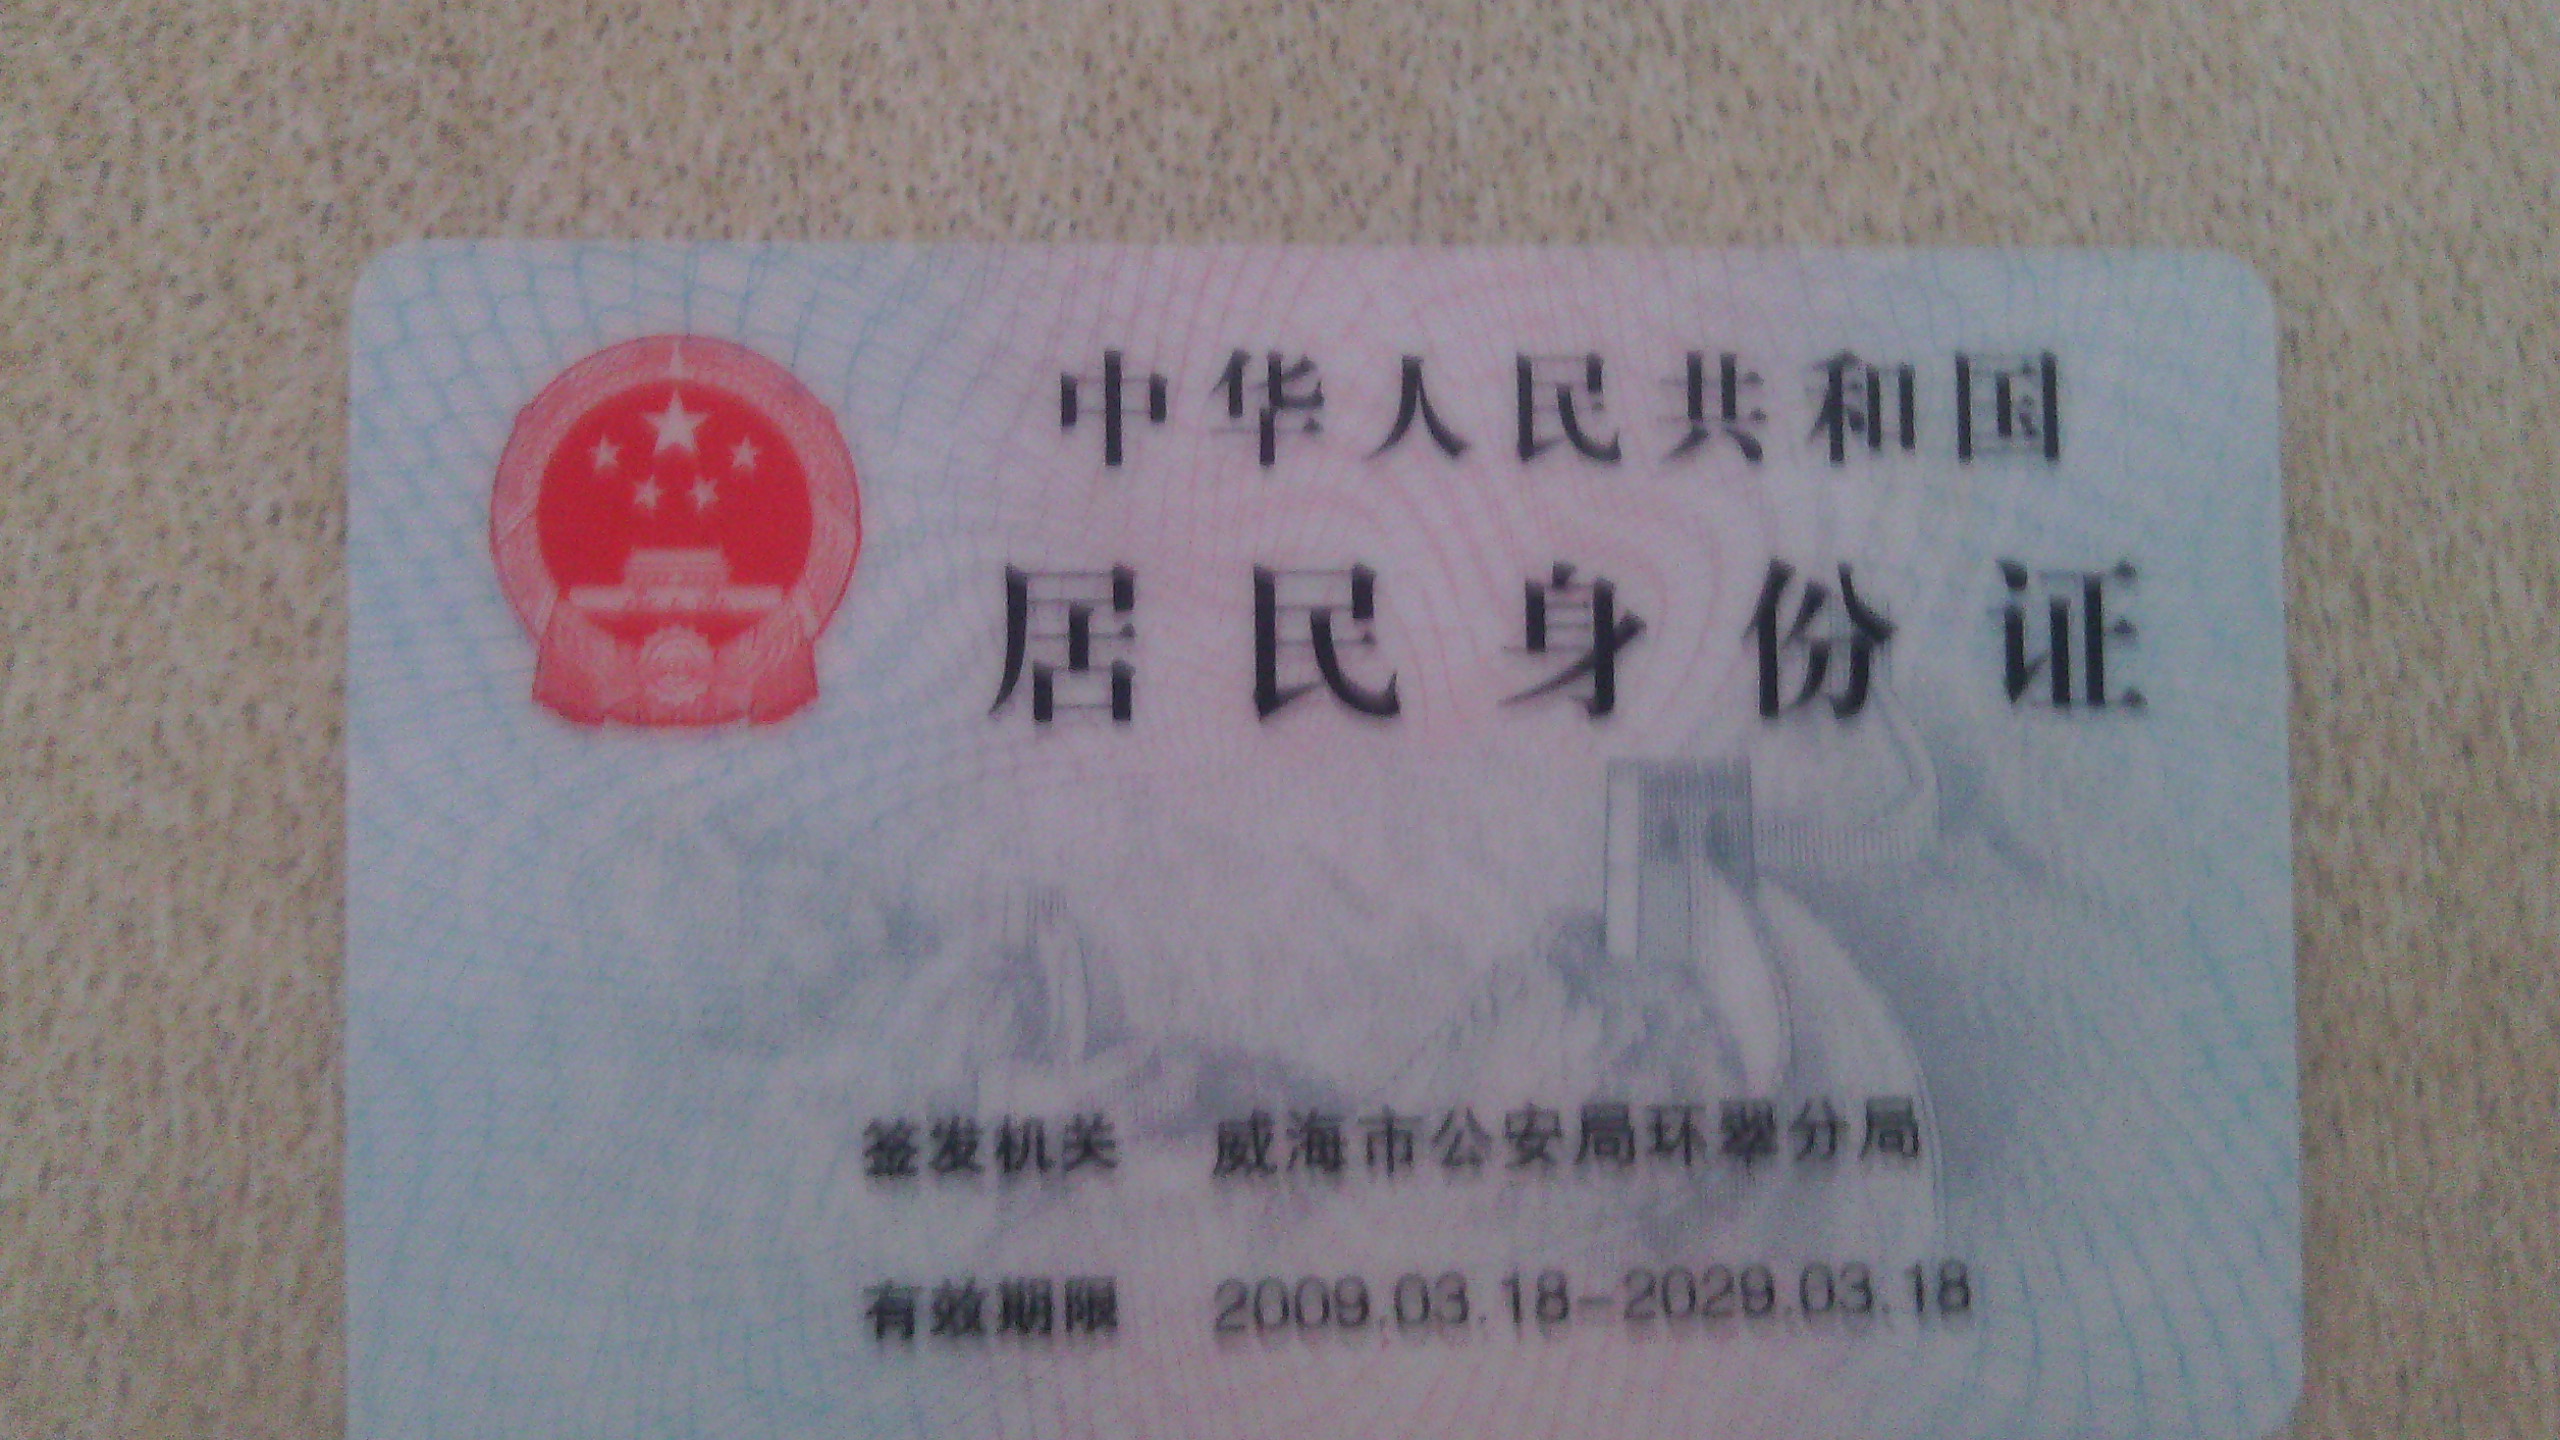 中华人民共和国
居民身份证
签发机关 威海市公安局环翠分局
有效期限 2009.03.18-2029.03.18